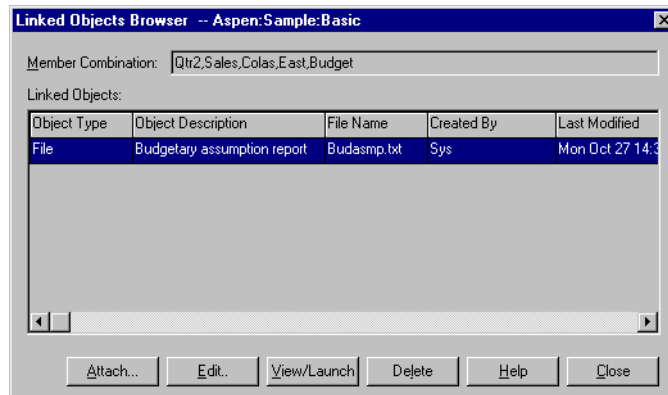 Linked Objects Browser -- Aspen:Sample:Basic
Member Combination: Qtr2,Sales,Colas,East,Budget
Linked Objects:
Object Type Object Description File Name Created By Last Modified
File Budgetary assumption report Budasmp.txt Sys Mon Oct 27 14:3
Attach... Edit.. View/Launch Delete Help Close